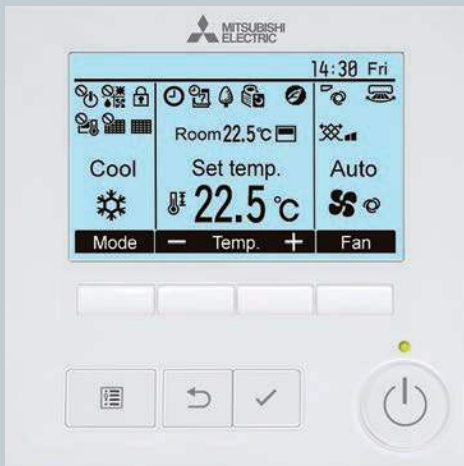 MITSUBISHI
ELECTRIC
14:30 Fri
Room 22.5℃
Cool
Set temp.
Auto
22.5 ℃
Mode
− Temp. +
Fan